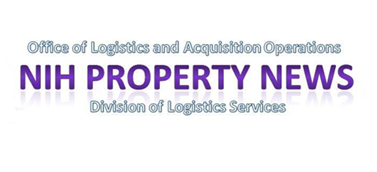 Office of Logistics and Acquisition Operations
NIH PROPERTY NEWS
Division of Logistics Services